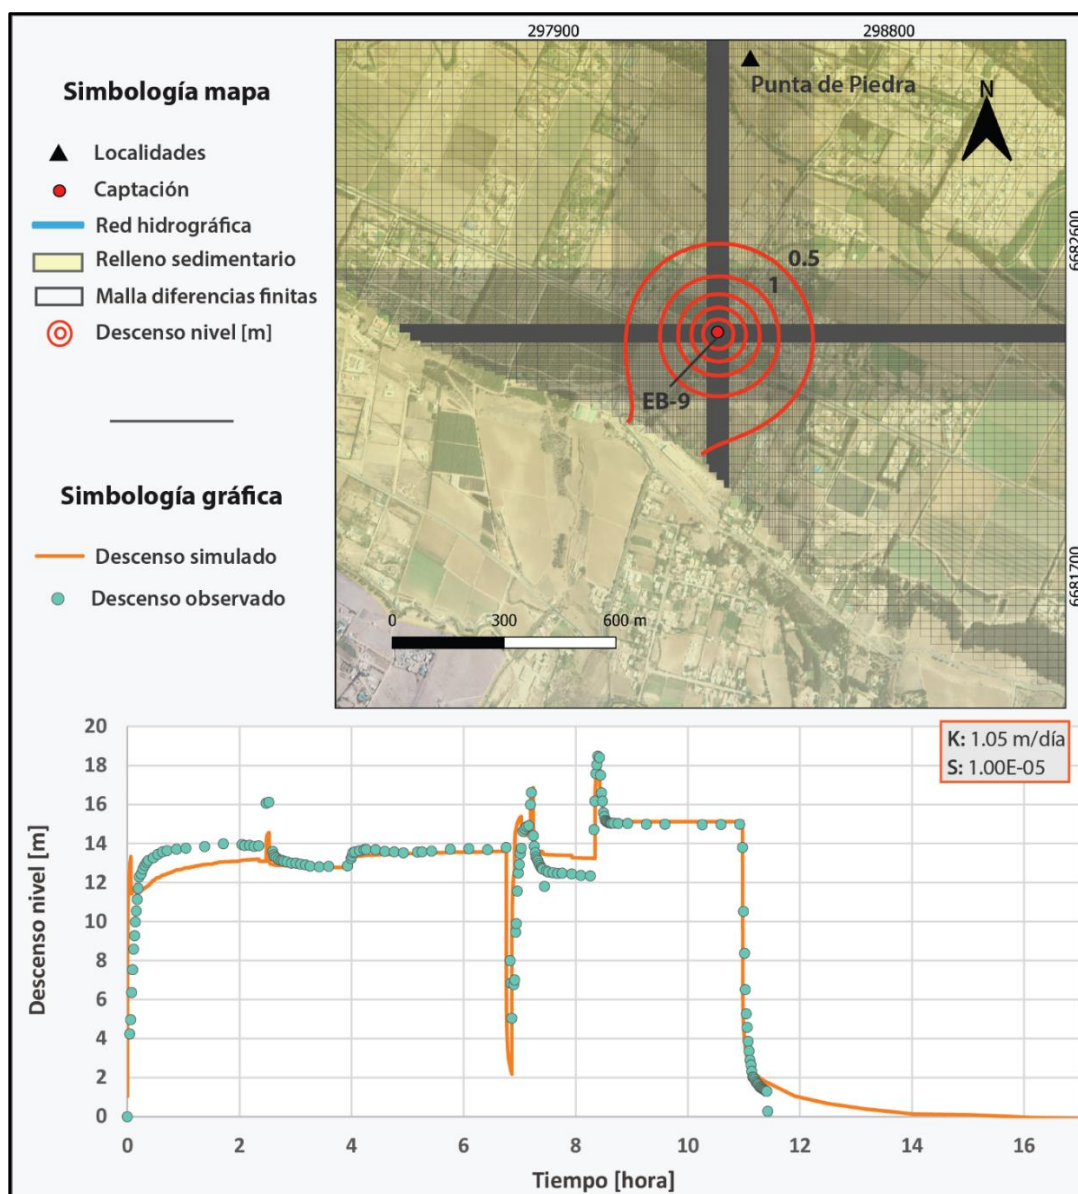 297900
298800
Simbología mapa
Localidades
Captación
Red hidrográfica
Relleno sedimentario
Malla diferencias finitas
Descenso nivel [m]
Punta de Piedra
N
6682600
0.5
1
EB-9
6681700
0
300
600 m
Simbología gráfica
Descenso simulado
Descenso observado
K: 1.05 m/día
S: 1.00E-05
Descenso nivel [m]
20
18
16
14
12
10
8
6
4
2
0
0
2
4
6
8
10
12
14
16
Tiempo [hora]